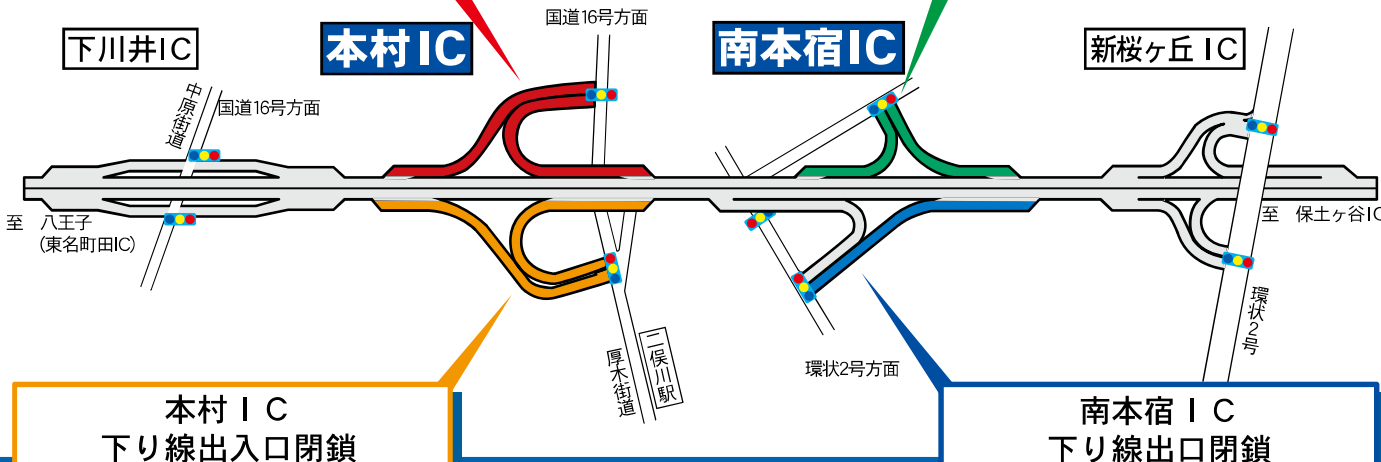 国道16号方面
下川井IC
本村IC
南本宿IC
新桜ヶ丘IC
中原街道
国道16号方面
至 八王子
(東名町田IC)
至 保土ヶ谷IC
環状2号
二俣川駅
厚木街道
環状2号方面
本村IC
下り線出入口閉鎖
南本宿IC
下り線出口閉鎖